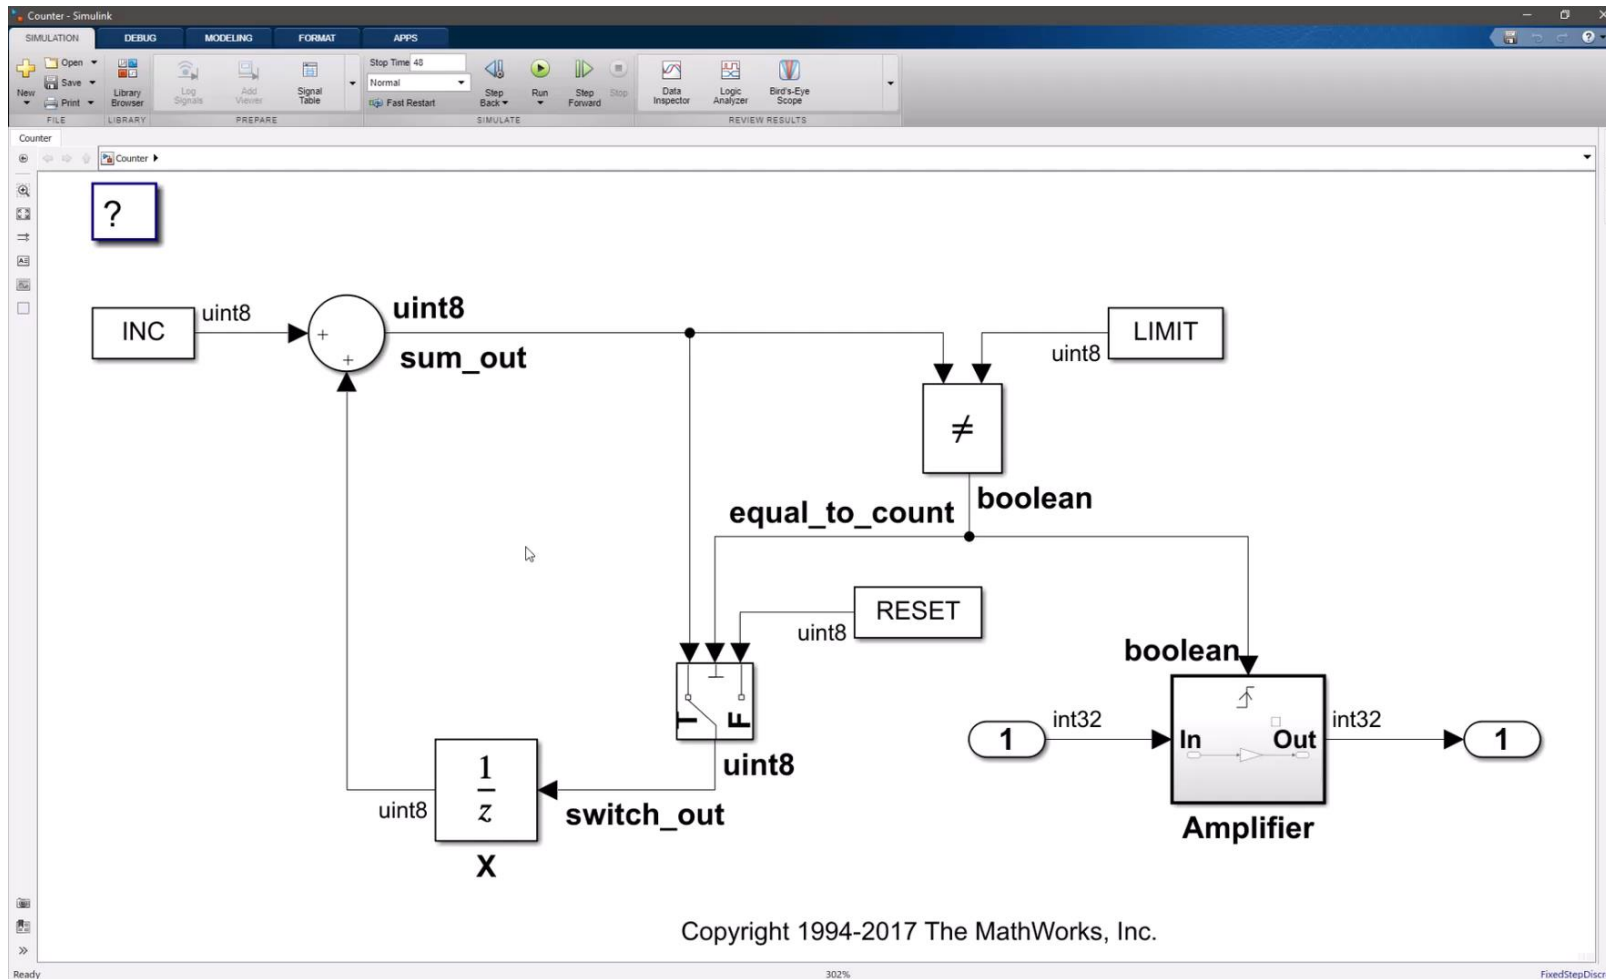 Counter - Simulink
SIMULATION DEBUG MODELING FORMAT APPS
New
Open
Save
Print
FILE
Library Browser
LIBRARY
Log Signals
Add Viewer
Signal Table
PREPARE
Stop Time 48
Normal
Fast Restart
Step Back
Run
Step Forward
Stop
SIMULATE
Data Inspector
Logic Analyzer
Bird's-Eye Scope
REVIEW RESULTS
Counter
Counter
?
INC
uint8
+
+
uint8
sum_out
LIMIT
uint8
≠
equal_to_count
boolean
RESET
uint8
T
F
uint8
switch_out
1
z
X
uint8
boolean
1
int32
In
Out
int32
1
Amplifier
Copyright 1994-2017 The MathWorks, Inc.
Ready
302%
FixedStepDiscr